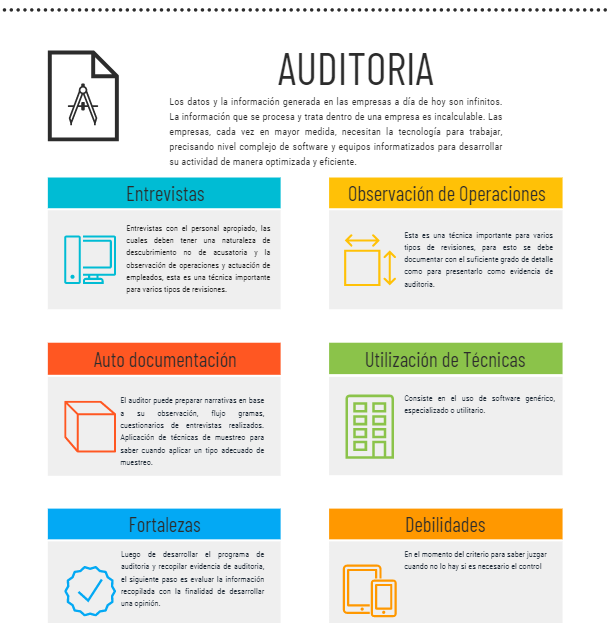 AUDITORIA
Los datos y la información generada en las empresas a día de hoy son infinitos.
La información que se procesa y trata dentro de una empresa es incalculable. Las
empresas, cada vez en mayor medida, necesitan la tecnología para trabajar,
precisando nivel complejo de software y equipos informatizados para desarrollar
su actividad de manera optimizada y eficiente.
Entrevistas
Entrevistas con el personal apropiado, las
cuales deben tener una naturaleza de
descubrimiento no de acusatoria y la
observación de operaciones y actuación de
empleados, esta es una técnica importante
para varios tipos de revisiones.
Observación de Operaciones
Esta es una técnica importante para varios
tipos de revisiones, para esto se debe
documentar con el suficiente grado de detalle
como para presentarlo como evidencia de
auditoría.
Auto documentación
El auditor puede preparar narrativas en base
a su observación, flujo gramas,
cuestionarios de entrevistas realizados.
Aplicación de técnicas de muestreo para
saber cuando aplicar un tipo adecuado de
muestreo.
Utilización de Técnicas
Consiste en el uso de software genérico,
especializado o utilitario.
Fortalezas
Luego de desarrollar el programa de
auditoria y recopilar evidencia de auditoría,
el siguiente paso es evaluar la información
recopilada con la finalidad de desarrollar
una opinión.
Debilidades
En el momento del criterio para saber juzgar
cuando no lo hay si es necesario el control